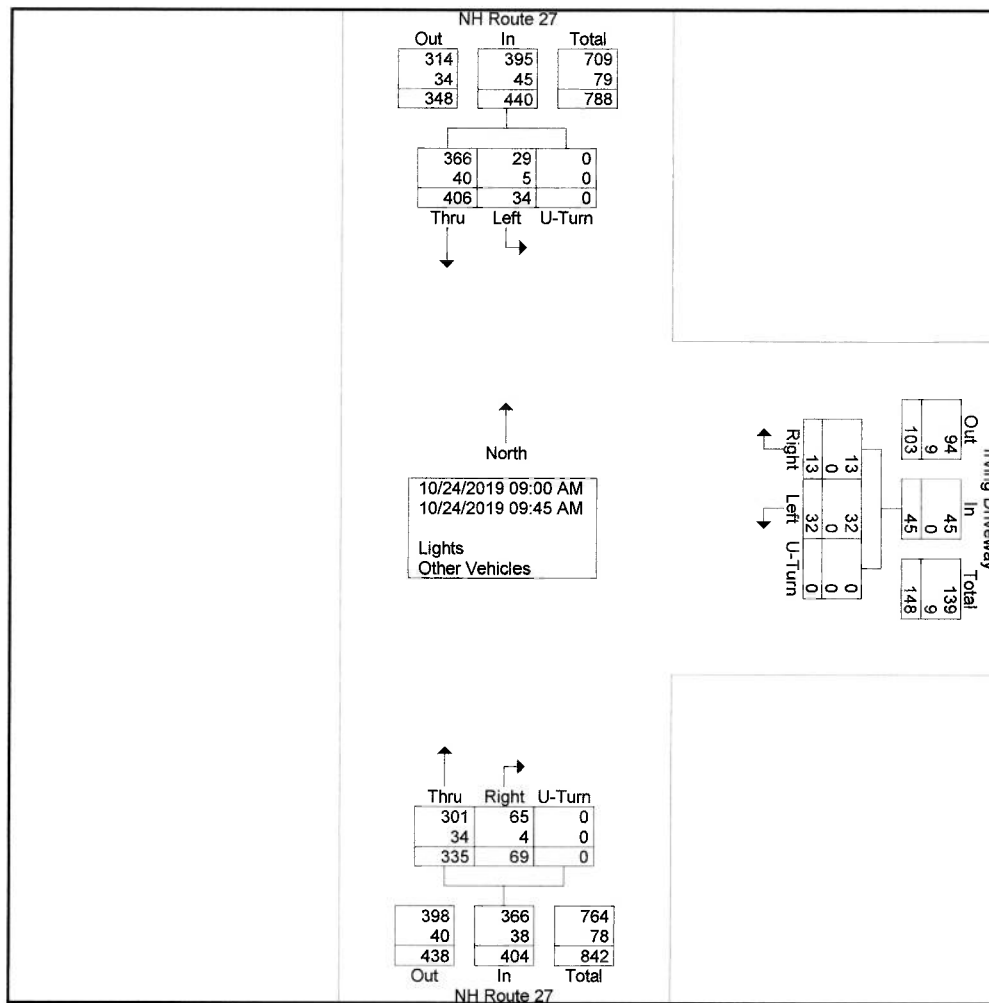 NH Route 27
Out In Total
314 395 709
34 45 79
348 440 788
366 29 0
40 5 0
406 34 0
Thru Left U-Turn
North
10/24/2019 09:00 AM
10/24/2019 09:45 AM
Lights
Other Vehicles
Driveway
Out In Total
94 45 139
9 0 9
103 45 148
13 32 0
0 0 0
13 32 0
Right Left U-Turn
Thru Right U-Turn
301 65 0
34 4 0
335 69 0
398 366 764
40 38 78
438 404 842
Out In Total
NH Route 27